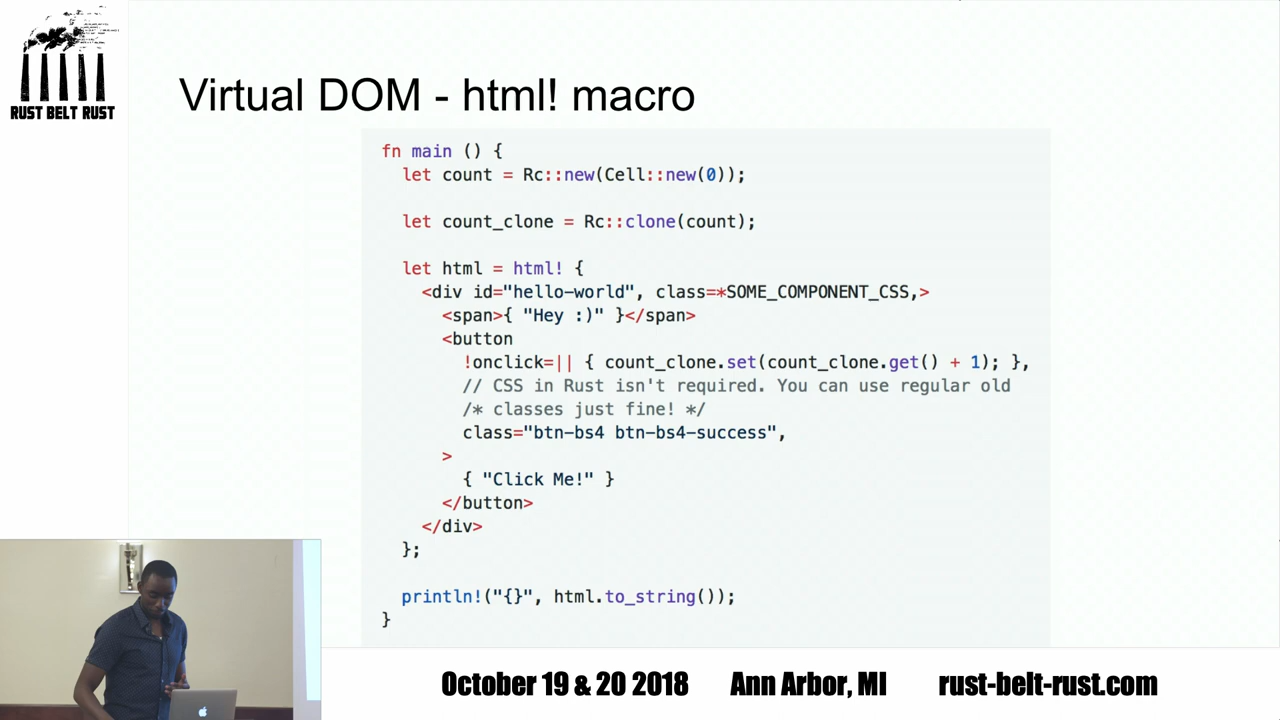 RUST BELT RUST
Virtual DOM - html! macro
fn main () {
let count = Rc::new(Cell::new(0));
let count_clone = Rc::clone(count);
let html = html! {
<div id="hello-world", class=*SOME_COMPONENT_CSS,>
<span>{ "Hey :)" }</span>
<button
!onclick=|| { count_clone.set(count_clone.get() + 1); },
// CSS in Rust isn't required. You can use regular old
/* classes just fine! */
class="btn-bs4 btn-bs4-success",
>
{ "Click Me!" }
</button>
</div>
};
println!("{}", html.to_string());
}
October 19 & 20 2018 Ann Arbor, MI rust-belt-rust.com